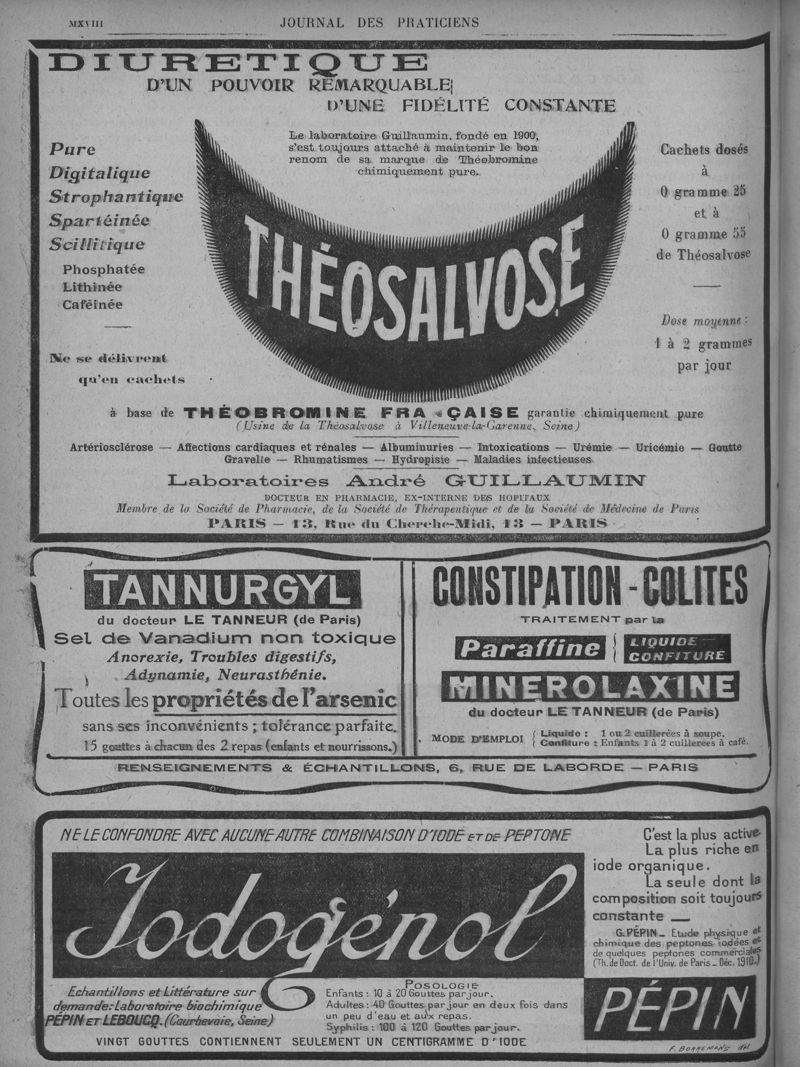 MXVIII
JOURNAL DES PRATICIENS
DIURETIQUE
D'UN POUVOIR REMARQUABLE
D'UNE FIDÉLITÉ CONSTANTE
Le laboratoire Guillaumin, fondé en 1900,
s'est toujours attaché à maintenir le bon
renom de sa marque de Théobromine
chimiquement pure.
Pure
Digitalique
Strophantique
Spartéinée
Scillitique
Phosphatée
Lithinée
Caféinée
Ne se délivrent
qu'en cachets
THÉOSALVOSE
Cachets dosés
à
0 gramme 25
et à
0 gramme 55
de Théosalvose
Dose moyenne :
1 à 2 grammes
par jour
à base de THÉOBROMINE FRA ÇAISE garantie chimiquement pure
(Usine de la Théosalvose à Villeneuve-la-Garenne, Seine)
Artériosclérose — Affections cardiaques et rénales — Albuminuries — Intoxications — Urémie — Uricémie — Goutte
Gravelle — Rhumatismes — Hydropisie — Maladies infectieuses
Laboratoires André GUILLAUMIN
DOCTEUR EN PHARMACIE, EX-INTERNE DES HOPITAUX
Membre de la Société de Pharmacie, de la Société de Thérapeutique et de la Société de Médecine de Paris
PARIS — 13, Rue du Cherche-Midi, 13 — PARIS
TANNURGYL
du docteur LE TANNEUR (de Paris)
Sel de Vanadium non toxique
Anorexie, Troubles digestifs,
Adynamie, Neurasthénie.
Toutes les propriétés de l'arsenic
sans ses inconvénients ; tolérance parfaite.
15 gouttes à chacun des 2 repas (enfants et nourrissons.)
CONSTIPATION - COLITES
TRAITEMENT par la
Paraffine { LIQUIDE
CONFITURE
MINEROLAXINE
du docteur LE TANNEUR (de Paris)
MODE D'EMPLOI { Liquide : 1 ou 2 cuillerées à soupe.
Confiture : Enfants 1 à 2 cuillerées à café.
RENSEIGNEMENTS & ÉCHANTILLONS, 6, RUE DE LABORDE — PARIS
NE LE CONFONDRE AVEC AUCUNE AUTRE COMBINAISON D'IODE ET DE PEPTONE
Iodogénol
C'est la plus active.
La plus riche en
iode organique.
La seule dont la
composition soit toujours
constante —
G. PÉPIN - Etude physique et
chimique des peptones iodées et
de quelques peptones commerciales
(Th. de Doct. de l'Univ. de Paris - Déc. 1910.)
Echantillons et Littérature sur
demande: Laboratoire biochimique
PÉPIN ET LEBOUCQ. (Courbevoie, Seine)
POSOLOGIE
Enfants : 10 à 20 Gouttes par jour.
Adultes : 40 Gouttes par jour en deux fois dans
un peu d'eau et aux repas.
Syphilis : 100 à 120 Gouttes par jour.
VINGT GOUTTES CONTIENNENT SEULEMENT UN CENTIGRAMME D'IODE
PÉPIN
F. BORREMANS del